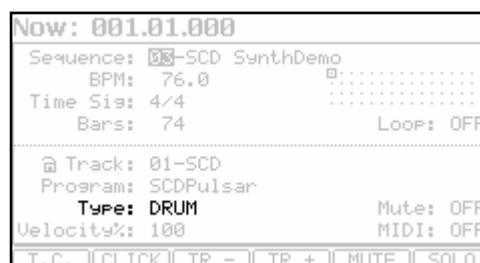 Now: 001.01.000
Sequence: 03-SCD SynthDemo
BPM: 76.0
Time Sig: 4/4
Bars: 74 Loop: OFF
Track: 01-SCD
Program: SCDPulsar
Type: DRUM Mute: OFF
Velocity%: 100 MIDI: OFF
T.C. CLICK TR - TR + MUTE SOLO